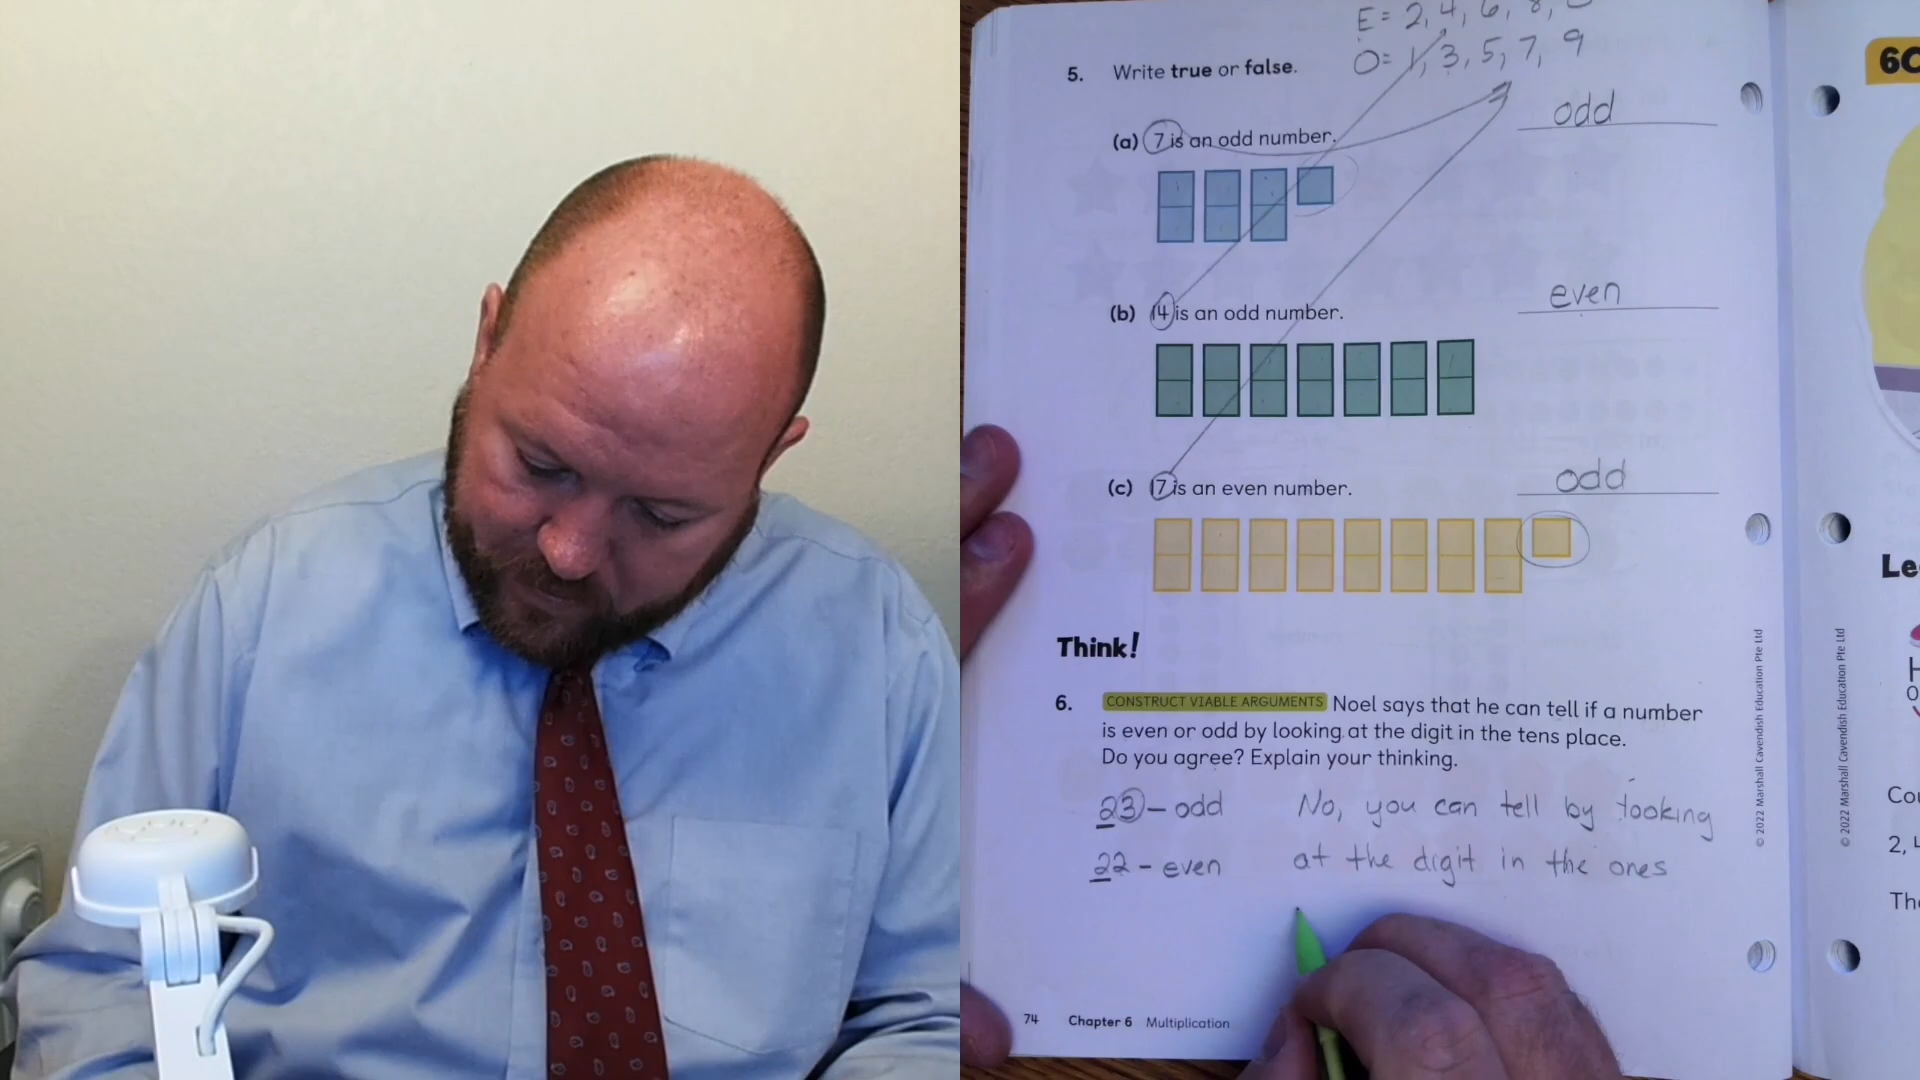 E = 2, 4, 6, 8,
O = 1, 3, 5, 7, 9
5. Write true or false.
odd
(a) 7 is an odd number.
even
(b) 14 is an odd number.
odd
(c) 17 is an even number.
Think!
6. CONSTRUCT VIABLE ARGUMENTS Noel says that he can tell if a number
is even or odd by looking at the digit in the tens place.
Do you agree? Explain your thinking.
23 – odd
22 – even
No, you can tell by looking
at the digit in the ones
74 Chapter 6 Multiplication
© 2022 Marshall Cavendish Education Pte Ltd
© 2022 Marshall Cavendish Education Pte Ltd
6C
Le
H
Cou
2, 4
The